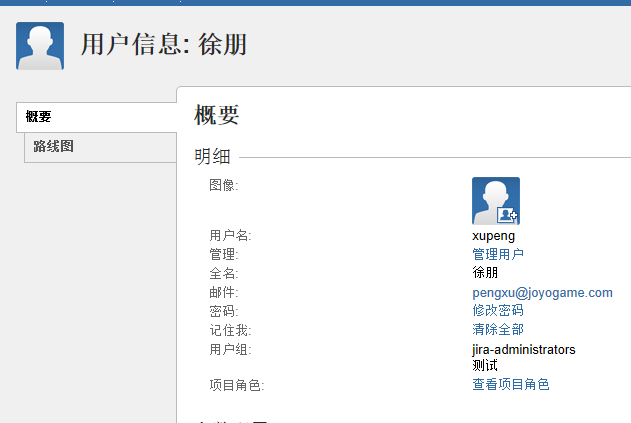 用户信息: 徐朋
概要
路线图
概要
明细
图像:
用户名: xupeng
管理: 管理用户
全名: 徐朋
邮件: pengxu@joyogame.com
密码: 修改密码
记住我: 清除全部
用户组: jira-administrators
测试
项目角色: 查看项目角色